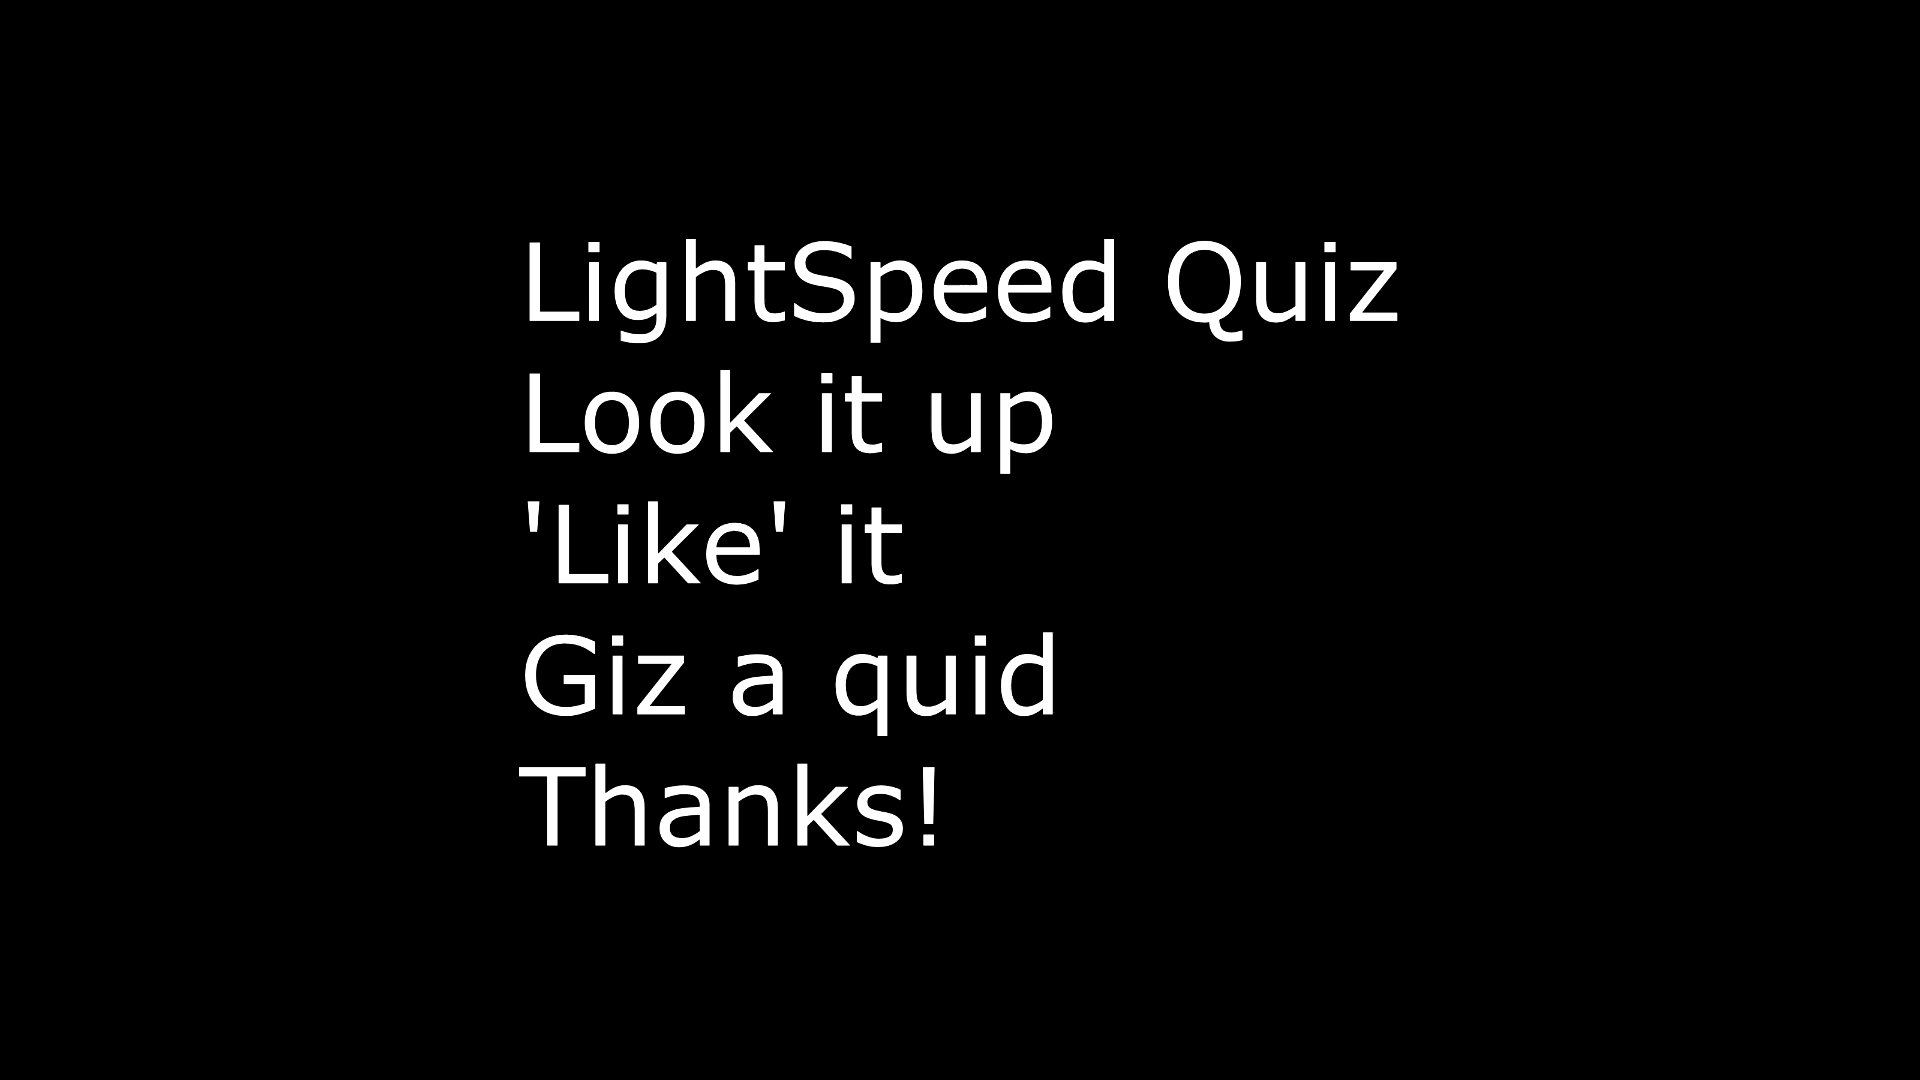 LightSpeed Quiz
Look it up
'Like' it
Giz a quid
Thanks!